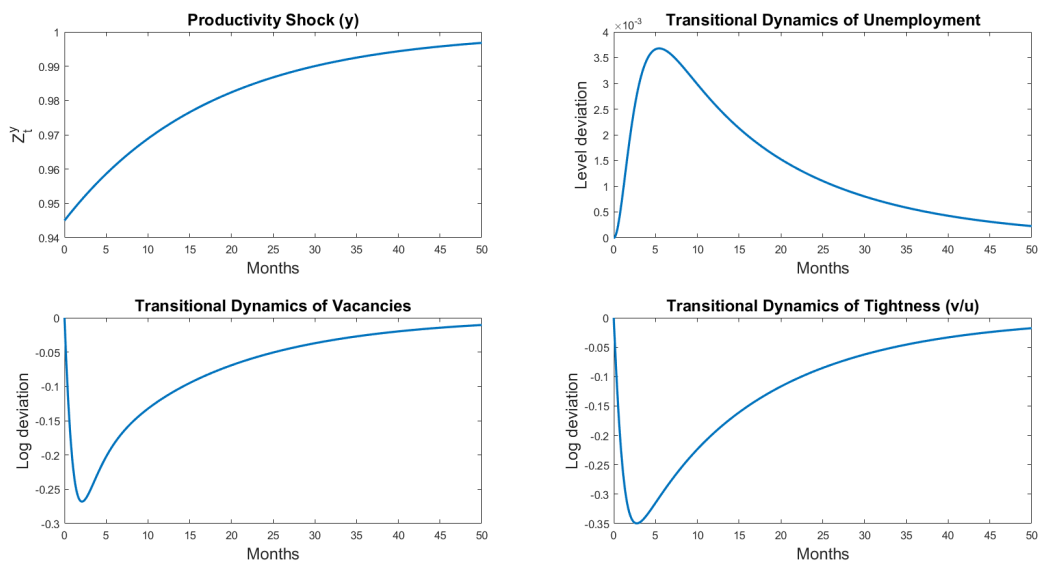 Productivity Shock (y)
1
0.99
0.98
0.97
0.96
0.95
0.94
Z_t^y
0 5 10 15 20 25 30 35 40 45 50
Months
Transitional Dynamics of Unemployment
×10^-3
4
3.5
3
2.5
2
1.5
1
0.5
0
Level deviation
0 5 10 15 20 25 30 35 40 45 50
Months
Transitional Dynamics of Vacancies
0
-0.05
-0.1
-0.15
-0.2
-0.25
-0.3
Log deviation
0 5 10 15 20 25 30 35 40 45 50
Months
Transitional Dynamics of Tightness (v/u)
0
-0.05
-0.1
-0.15
-0.2
-0.25
-0.3
-0.35
Log deviation
0 5 10 15 20 25 30 35 40 45 50
Months